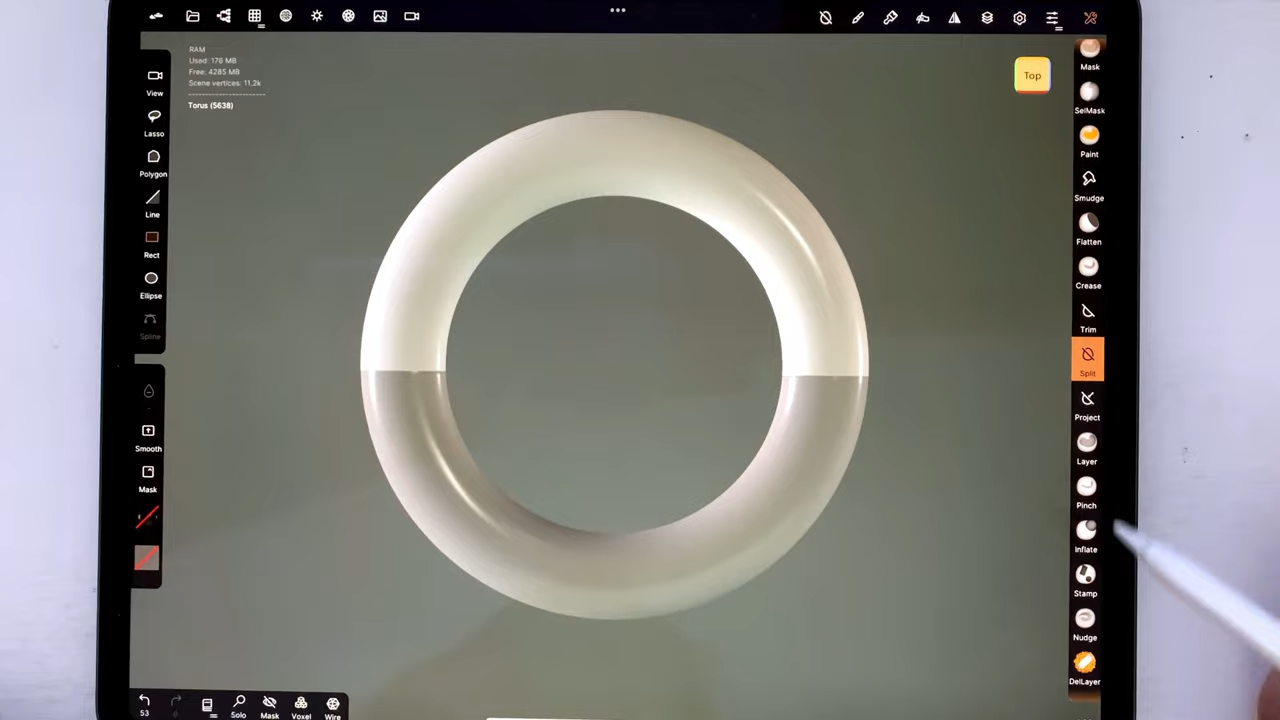 RAM
Used: 176 MB
Free: 4285 MB
Scene vertices: 11.2k
Torus (5638)
Top
View
Lasso
Polygon
Line
Rect
Ellipse
Spline
Smooth
Mask
53
Solo
Mask
Voxel
Wire
Mask
SelMask
Paint
Smudge
Flatten
Crease
Trim
Split
Project
Layer
Pinch
Inflate
Stamp
Nudge
DelLayer